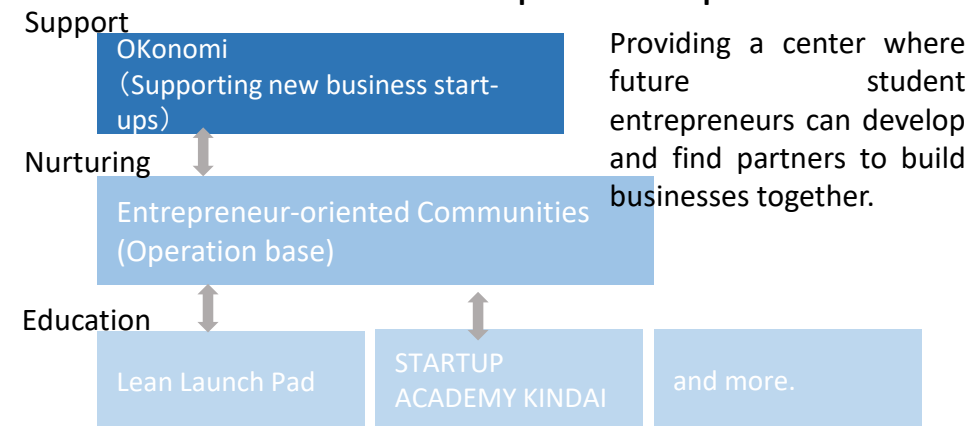 Support
OKonomi
（Supporting new business start-
ups）
Providing a center where
future student
entrepreneurs can develop
and find partners to build
businesses together.
Nurturing
Entrepreneur-oriented Communities
(Operation base)
Education
Lean Launch Pad
STARTUP
ACADEMY KINDAI
and more.